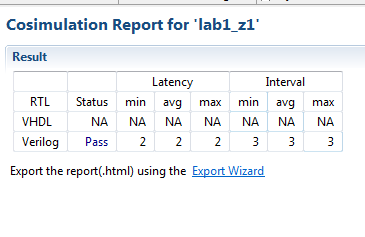 Cosimulation Report for 'lab1_z1'
Result
Latency Interval
RTL Status min avg max min avg max
VHDL NA NA NA NA NA NA NA
Verilog Pass 2 2 2 3 3 3
Export the report(.html) using the Export Wizard